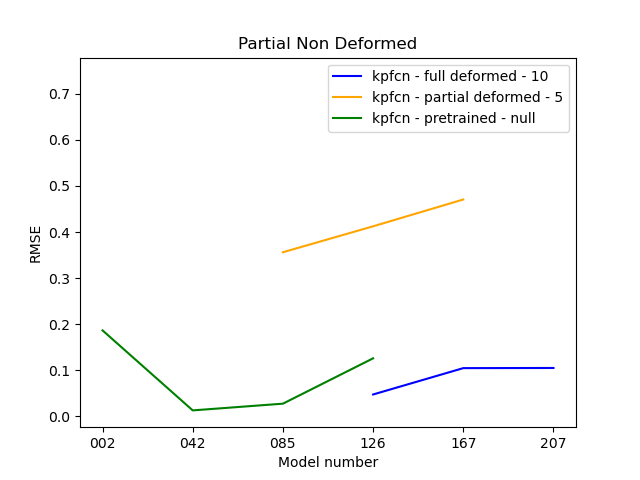 Partial Non Deformed
kpfcn - full deformed - 10
kpfcn - partial deformed - 5
kpfcn - pretrained - null
0.7
0.6
0.5
0.4
0.3
0.2
0.1
0.0
RMSE
002 042 085 126 167 207
Model number